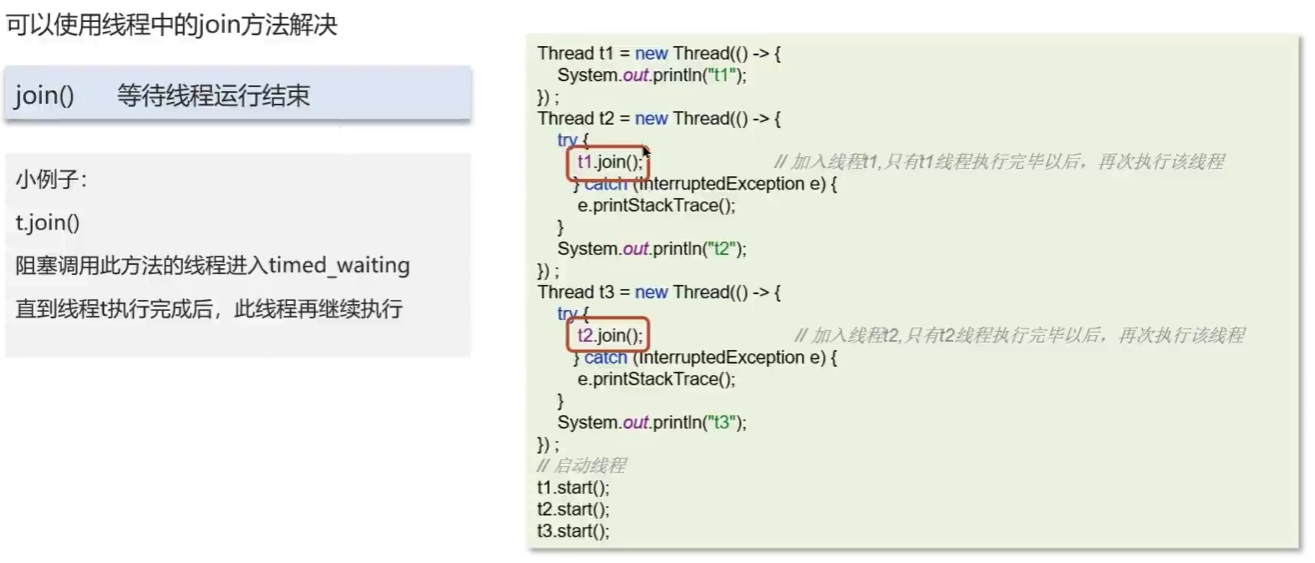 可以使用线程中的join方法解决
join() 等待线程运行结束
小例子：
t.join()
阻塞调用此方法的线程进入timed_waiting
直到线程t执行完成后，此线程再继续执行
Thread t1 = new Thread(() -> {
System.out.println("t1");
}) ;
Thread t2 = new Thread(() -> {
try {
t1.join(); // 加入线程t1,只有t1线程执行完毕以后，再次执行该线程
} catch (InterruptedException e) {
e.printStackTrace();
}
System.out.println("t2");
}) ;
Thread t3 = new Thread(() -> {
try {
t2.join(); // 加入线程t2,只有t2线程执行完毕以后，再次执行该线程
} catch (InterruptedException e) {
e.printStackTrace();
}
System.out.println("t3");
}) ;
// 启动线程
t1.start();
t2.start();
t3.start();